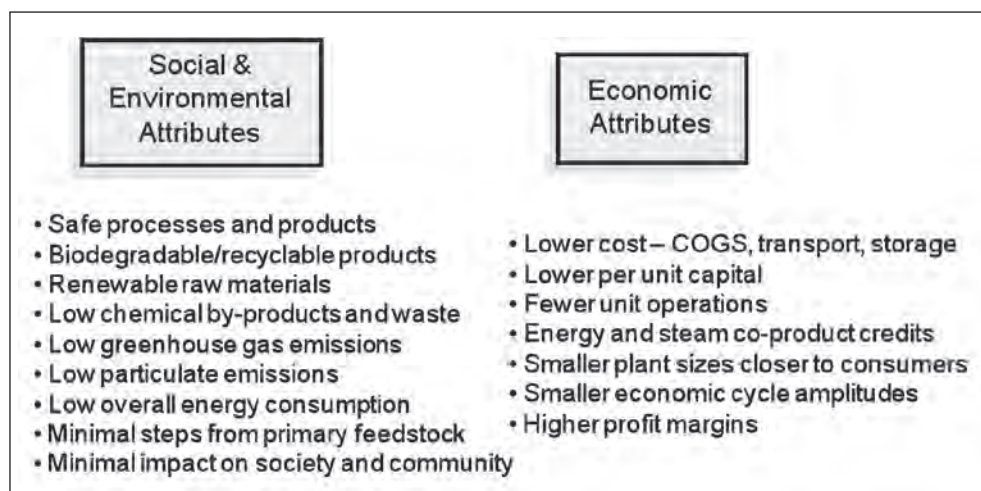 Social &
Environmental
Attributes
• Safe processes and products
• Biodegradable/recyclable products
• Renewable raw materials
• Low chemical by-products and waste
• Low greenhouse gas emissions
• Low particulate emissions
• Low overall energy consumption
• Minimal steps from primary feedstock
• Minimal impact on society and community
Economic
Attributes
• Lower cost – COGS, transport, storage
• Lower per unit capital
• Fewer unit operations
• Energy and steam co-product credits
• Smaller plant sizes closer to consumers
• Smaller economic cycle amplitudes
• Higher profit margins